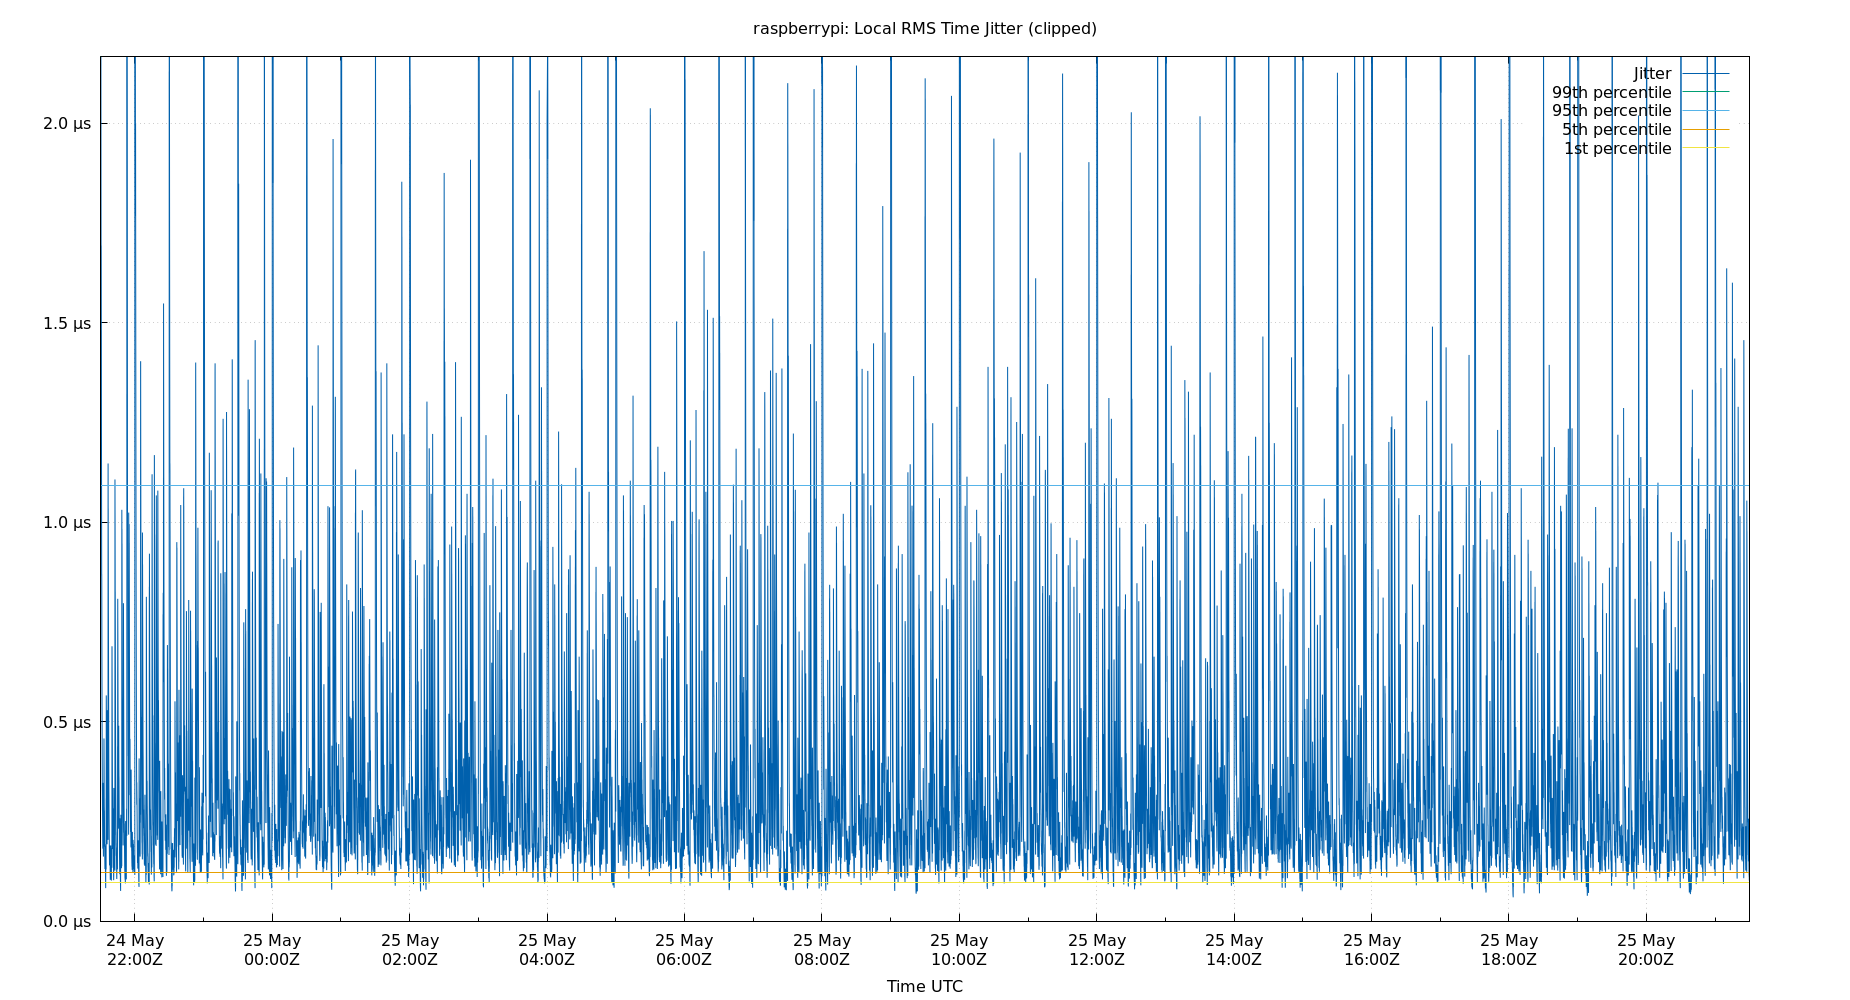 raspberrypi: Local RMS Time Jitter (clipped)
Jitter
99th percentile
95th percentile
5th percentile
1st percentile
2.0 µs
1.5 µs
1.0 µs
0.5 µs
0.0 µs
24 May 25 May 25 May 25 May 25 May 25 May 25 May 25 May 25 May 25 May 25 May 25 May
22:00Z 00:00Z 02:00Z 04:00Z 06:00Z 08:00Z 10:00Z 12:00Z 14:00Z 16:00Z 18:00Z 20:00Z
Time UTC